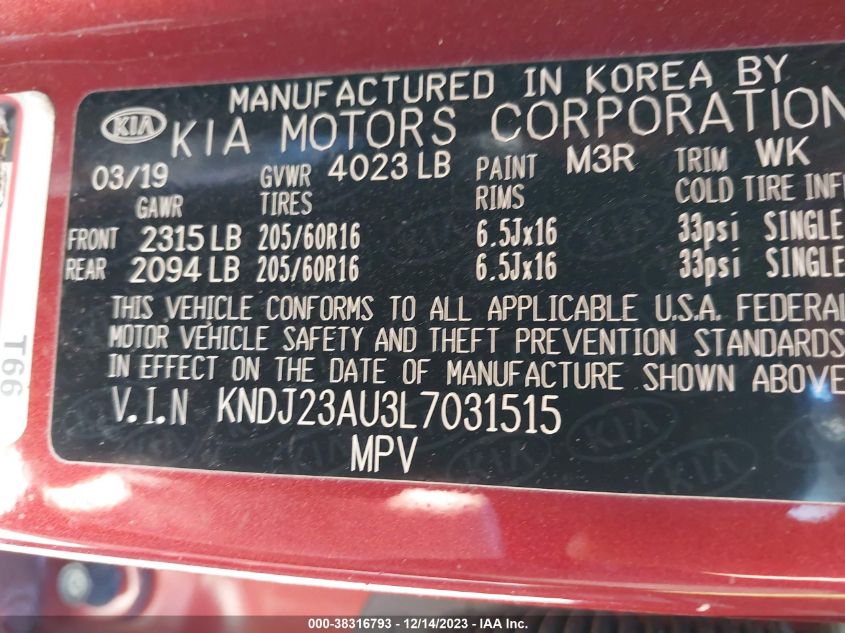 MANUFACTURED IN KOREA BY
KIA KIA MOTORS CORPORATION
03/19 GVWR 4023 LB PAINT M3R TRIM WK
GAWR TIRES RIMS COLD TIRE INF
FRONT 2315 LB 205/60R16 6.5Jx16 33psi SINGLE
REAR 2094 LB 205/60R16 6.5Jx16 33psi SINGLE
THIS VEHICLE CONFORMS TO ALL APPLICABLE U.S.A. FEDERAL
MOTOR VEHICLE SAFETY AND THEFT PREVENTION STANDARDS
IN EFFECT ON THE DATE OF MANUFACTURE SHOWN ABOVE
V.I.N KNDJ23AU3L7031515
MPV
T66
000-38316793 - 12/14/2023 - IAA Inc.